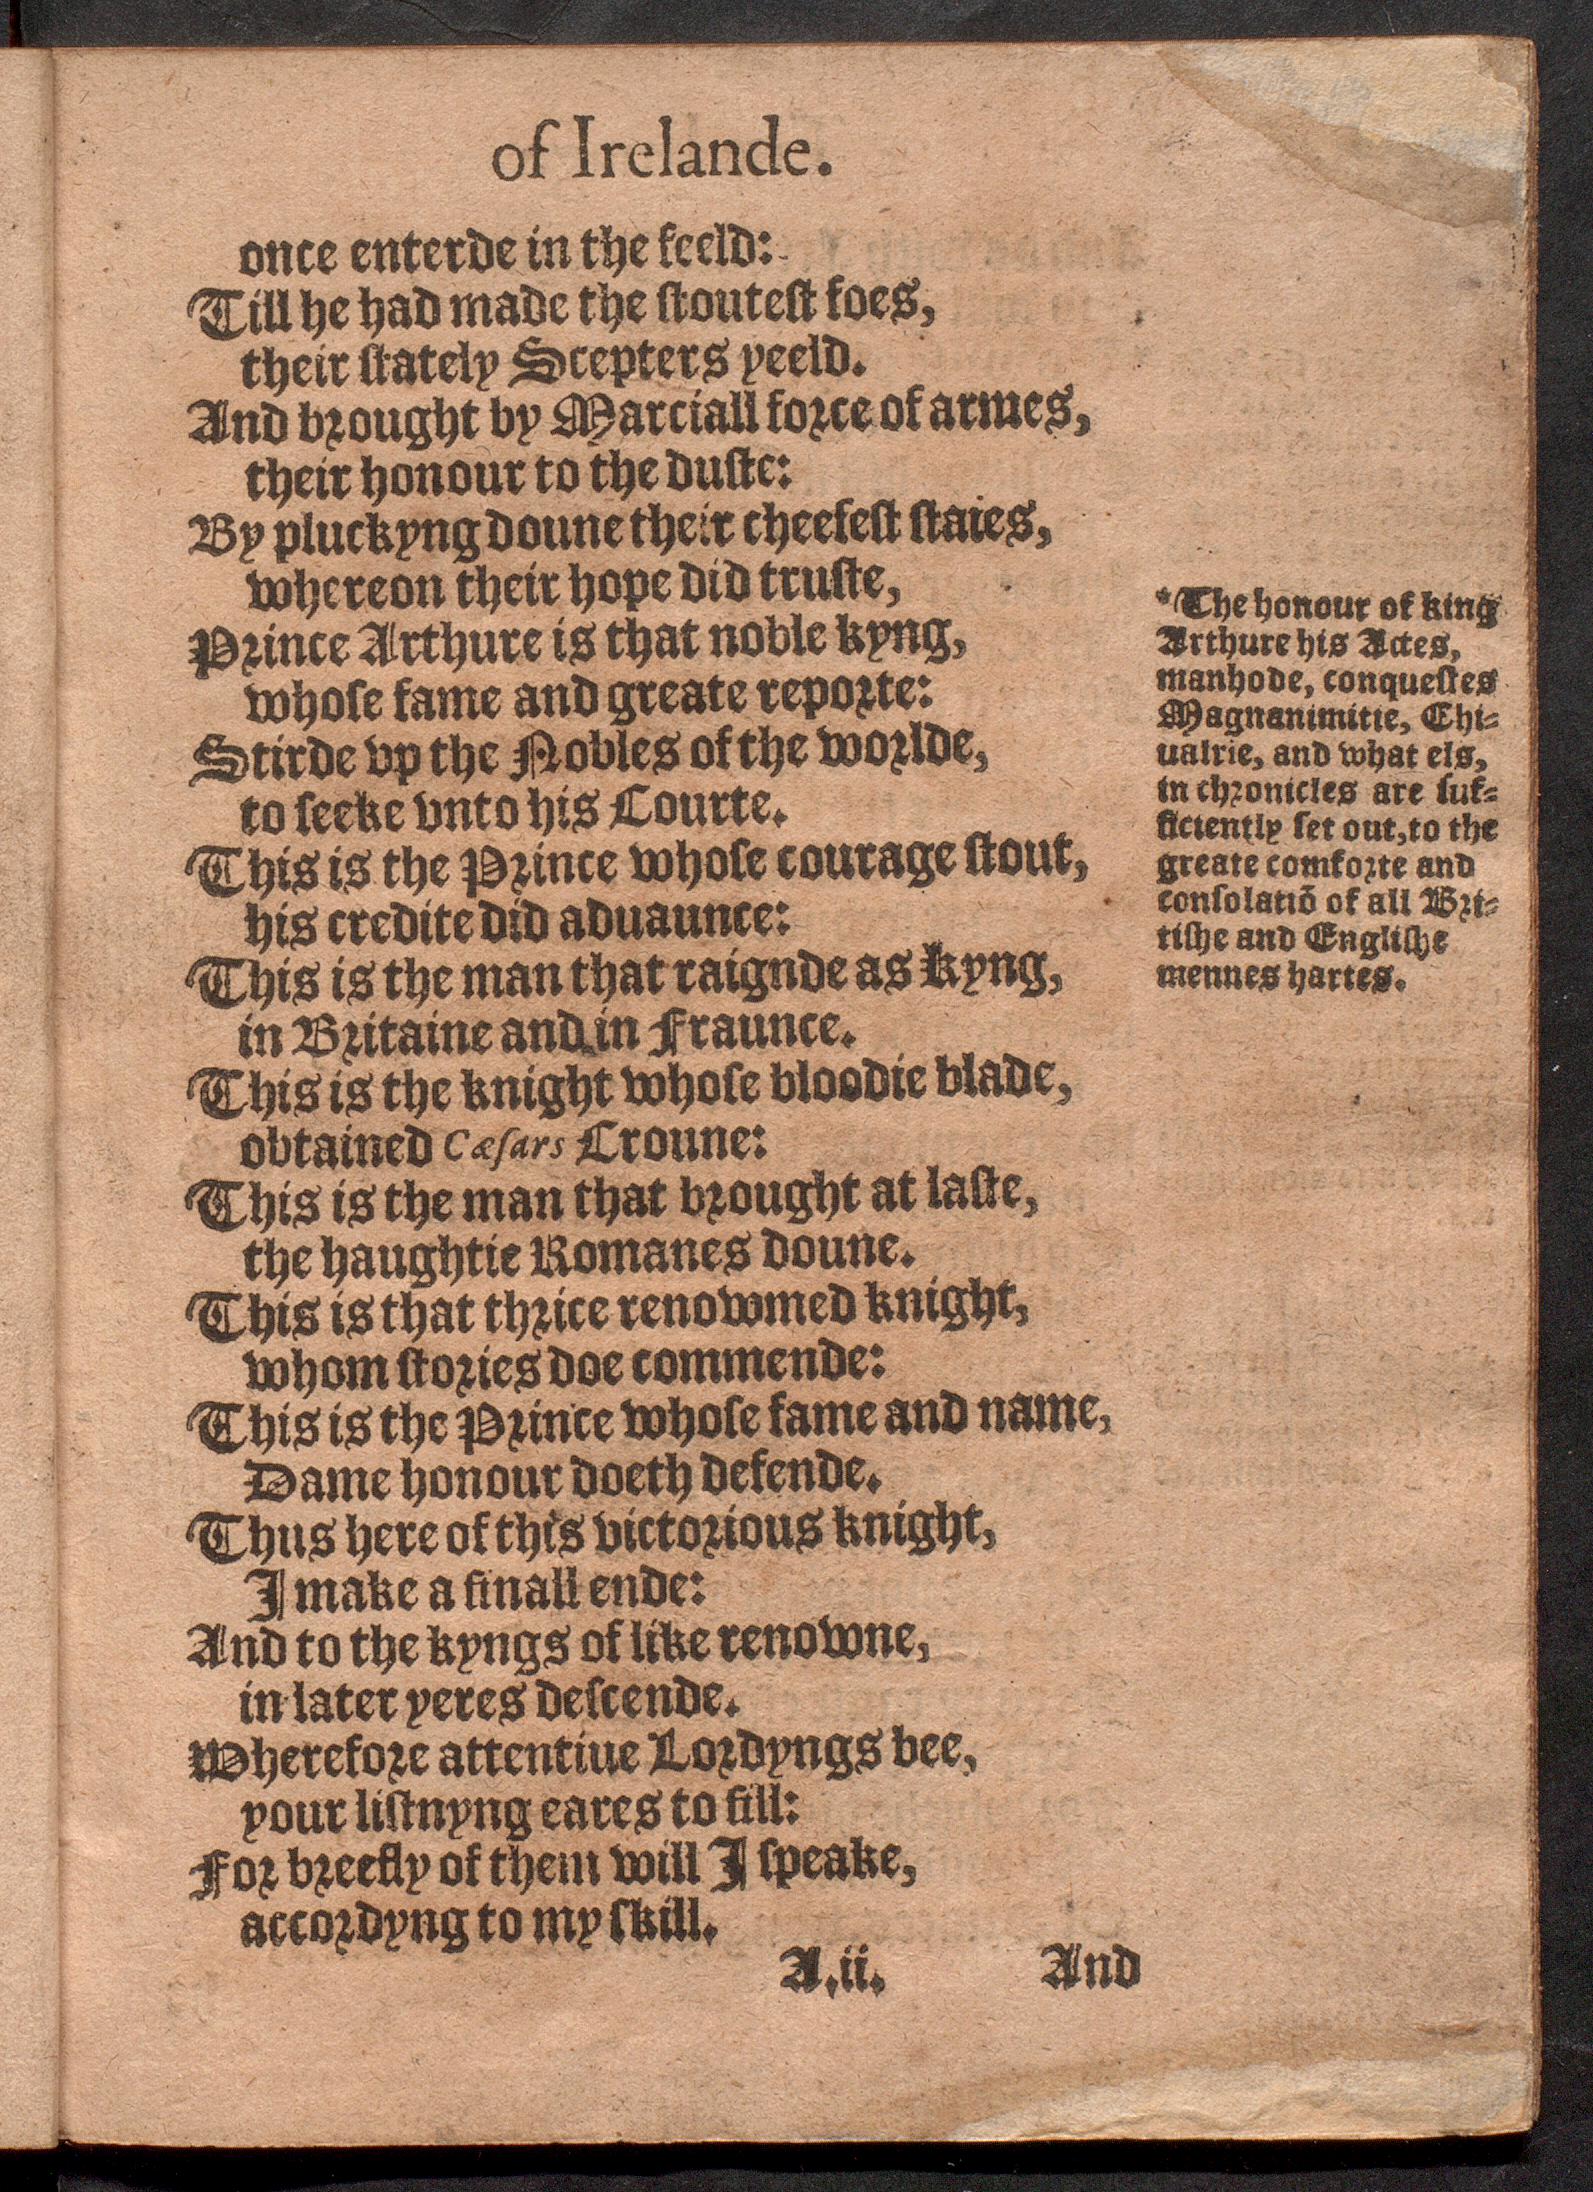 of Irelande.
once enterde in the feeld:
Till he had made the ſtouteſt foes,
their ſtately Scepters yeeld.
And brought by Marciall force of armes,
their honour to the duſte:
By pluckyng doune their cheefeſt ſtaies,
whereon their hope did truſte,
Prince Arthure is that noble kyng,
whoſe fame and greate reporte:
Stirde vp the Nobles of the worlde,
to ſeeke vnto his Courte.
This is the Prince whoſe courage ſtout,
his credite did aduaunce:
This is the man that raignde as Kyng,
in Britaine and in Fraunce.
This is the knight whoſe bloodie blade,
obtained Cæſars Croune:
This is the man that brought at laſte,
the haughtie Romanes doune.
This is that thrice renowmed knight,
whom ſtories doe commende:
This is the Prince whoſe fame and name,
Dame honour doeth defende.
Thus here of this victorious knight,
I make a finall ende:
And to the kyngs of like renowne,
in later yeres deſcende.
Wherefore attentiue Lordyngs bee,
your liſtnyng eares to fill:
For breefly of them will I ſpeake,
accordyng to my ſkill.
A.ii. And
*The honour of king
Arthure his Actes,
manhode, conqueſtes
Magnanimitie, Chi-
ualrie, and what els,
in chronicles are ſuf-
ficiently ſet out, to the
greate comforte and
conſolatiō of all Bri-
tiſhe and Engliſhe
mennes hartes.